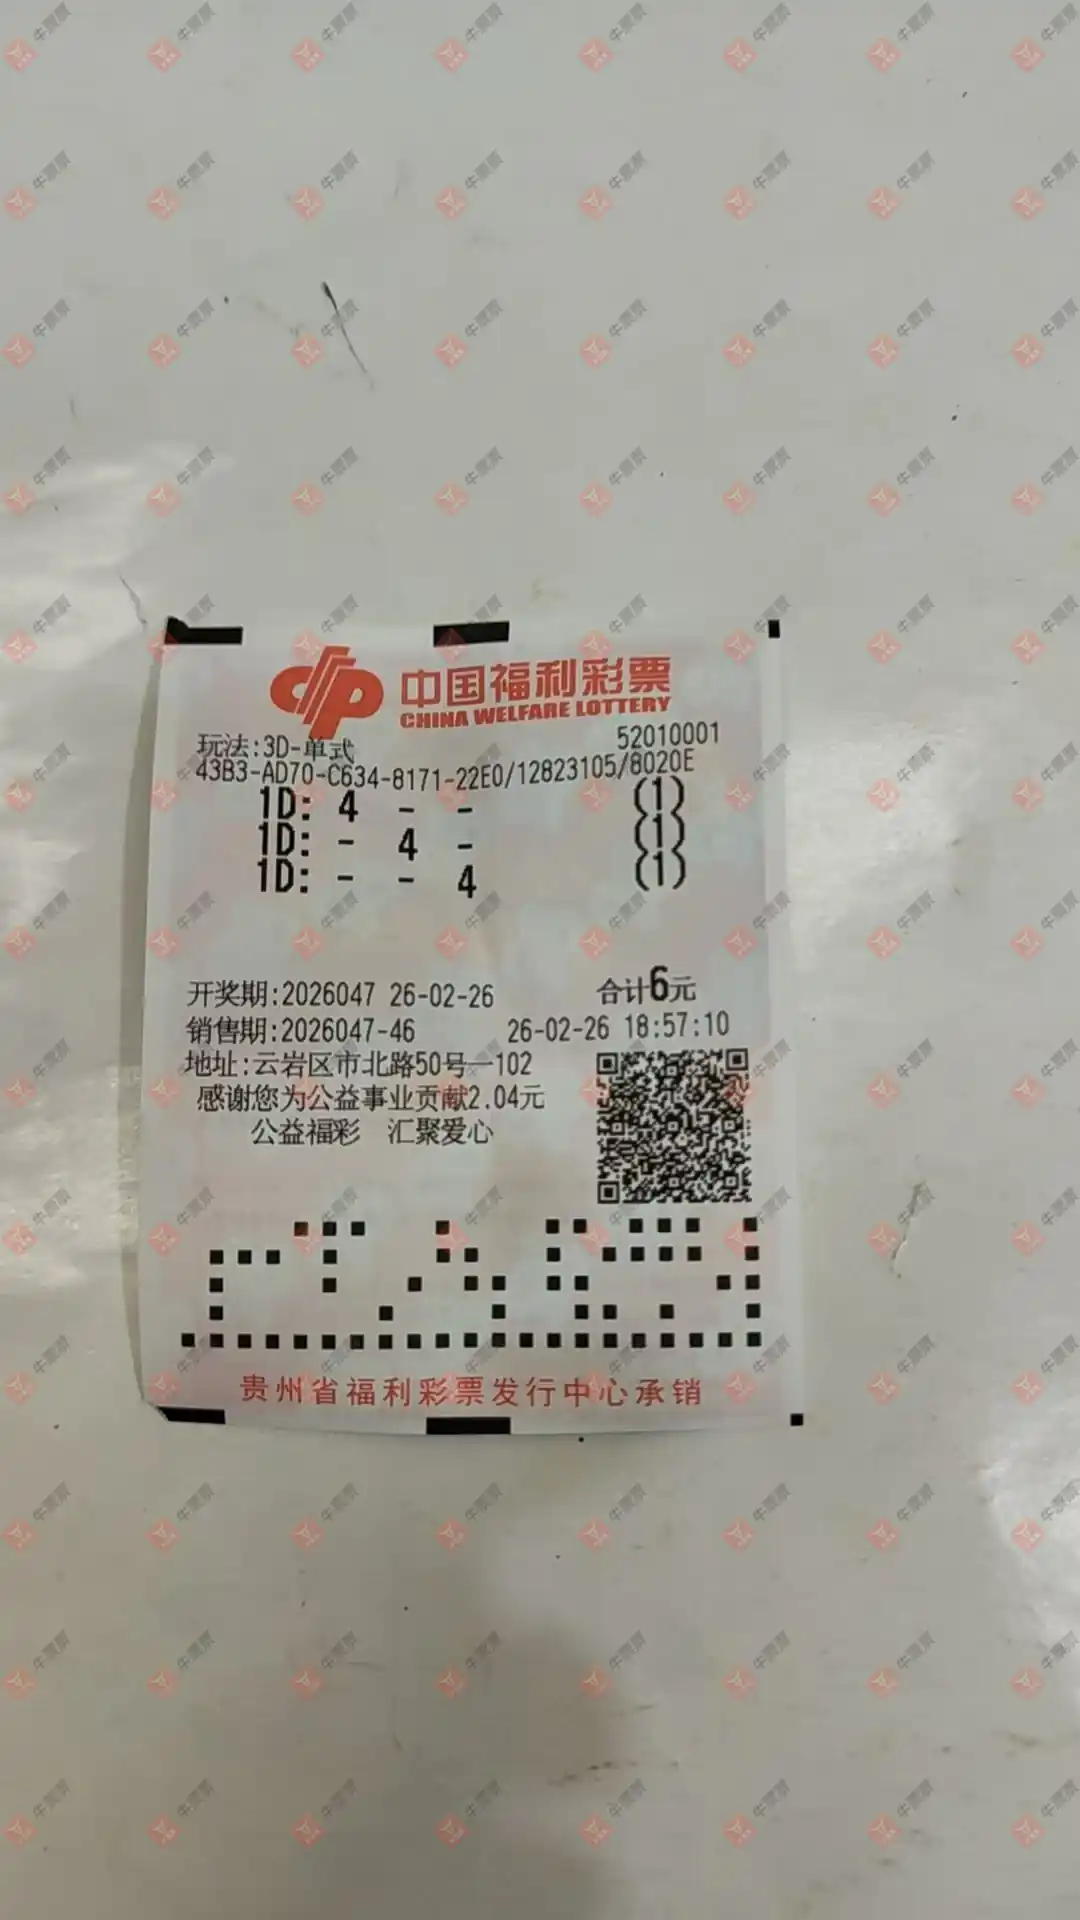 中国福利彩票
CHINA WELFARE LOTTERY
玩法:3D-单式 52010001
43B3-AD70-C634-8171-22E0/12823105/8020E
1D: 4 - - (1)
1D: - 4 - (1)
1D: - - 4 (1)
开奖期:2026047 26-02-26 合计6元
销售期:2026047-46 26-02-26 18:57:10
地址:云岩区市北路50号一102
感谢您为公益事业贡献2.04元
公益福彩 汇聚爱心
贵州省福利彩票发行中心承销
牛票票